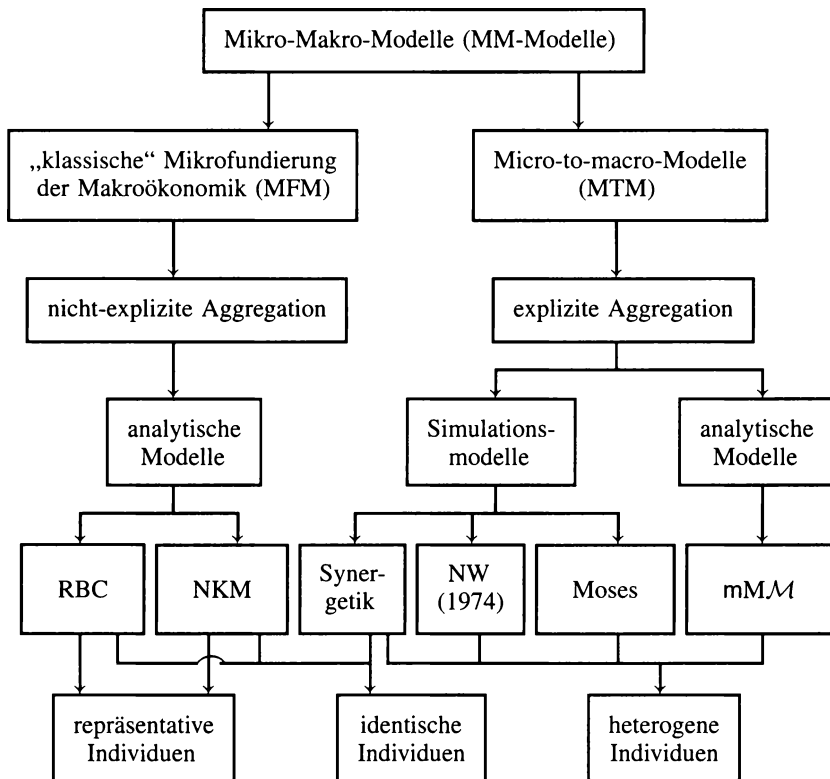 Mikro-Makro-Modelle (MM-Modelle)
„klassische“ Mikrofundierung
der Makroökonomik (MFM)
Micro-to-macro-Modelle
(MTM)
nicht-explizite Aggregation
explizite Aggregation
analytische
Modelle
Simulations-
modelle
analytische
Modelle
RBC
NKM
Syner-
getik
NW
(1974)
Moses
mMℳ
repräsentative
Individuen
identische
Individuen
heterogene
Individuen